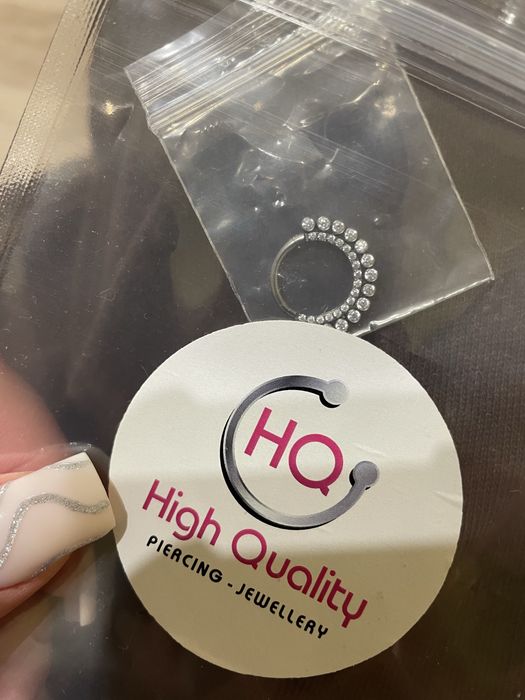 HQ
High Quality
PIERCING - JEWELLERY